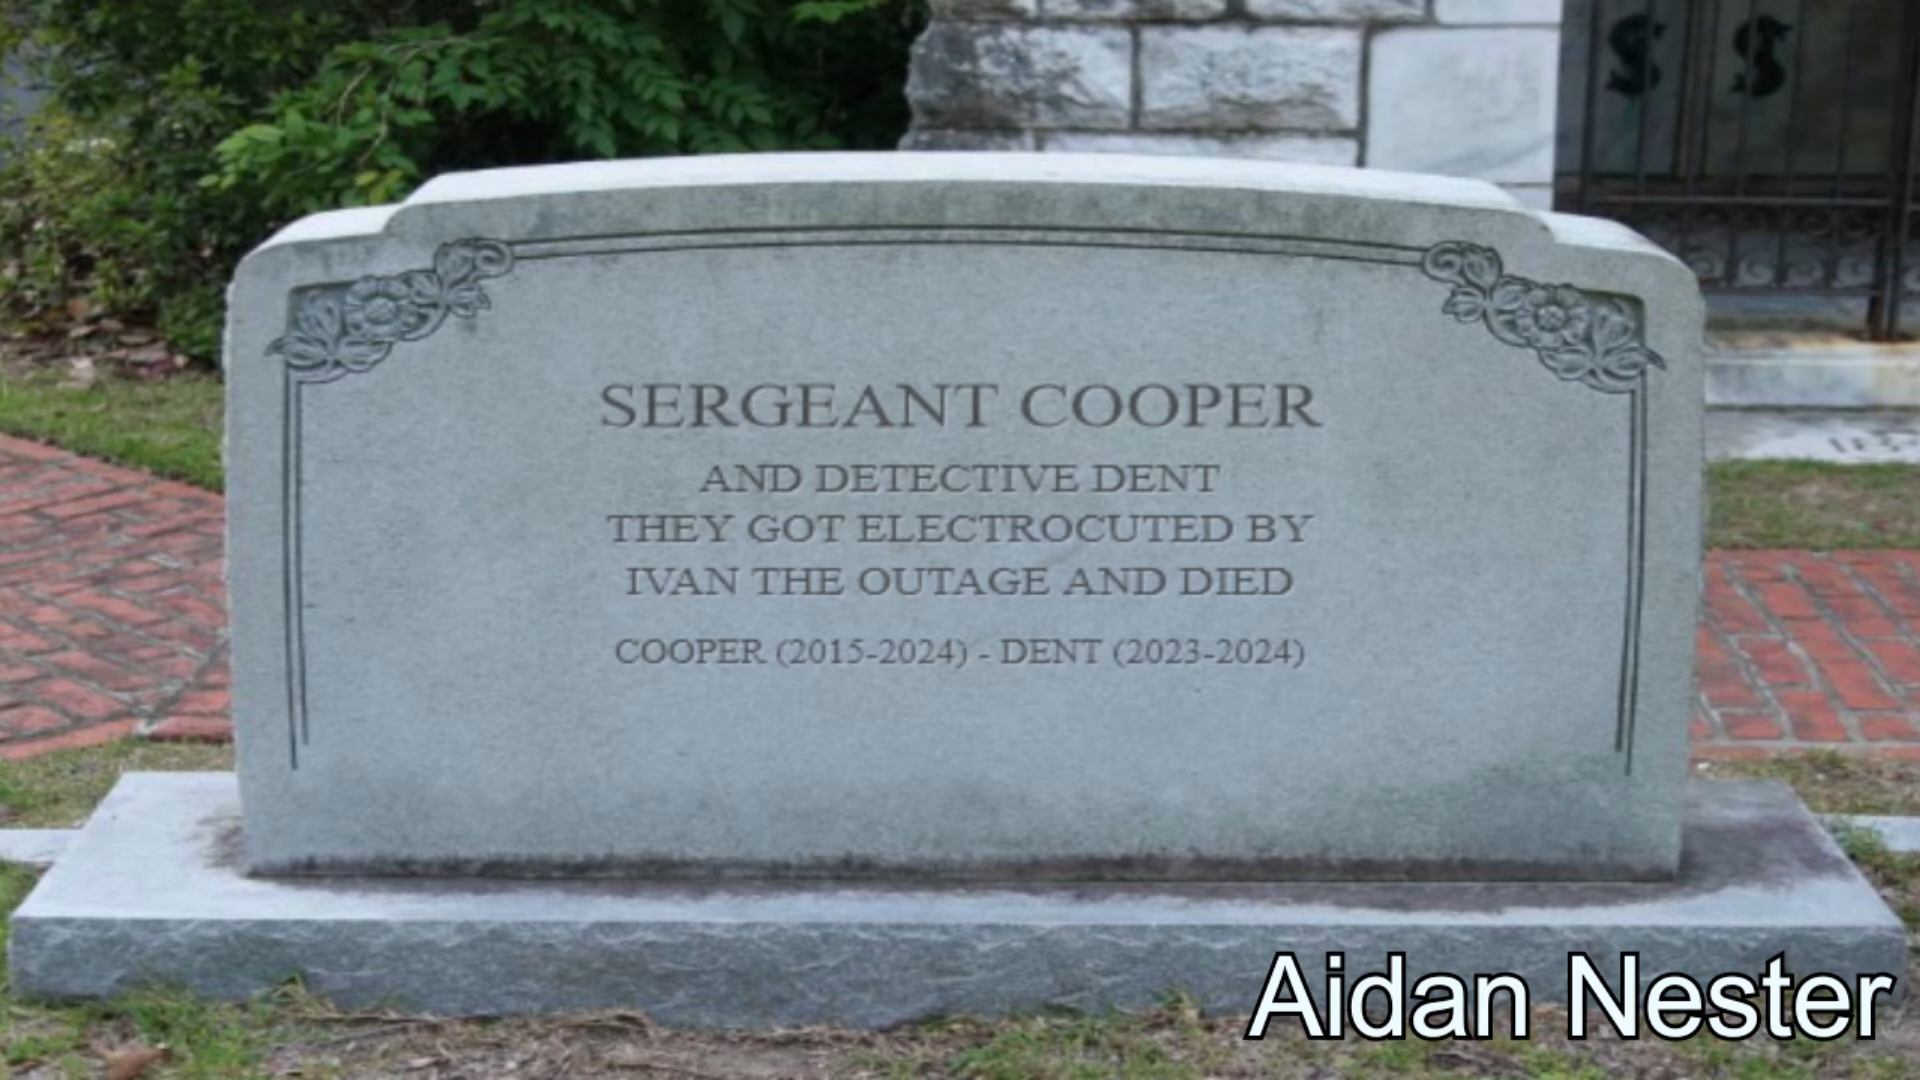 SERGEANT COOPER
AND DETECTIVE DENT
THEY GOT ELECTROCUTED BY
IVAN THE OUTAGE AND DIED
COOPER (2015-2024) - DENT (2023-2024)
Aidan Nester